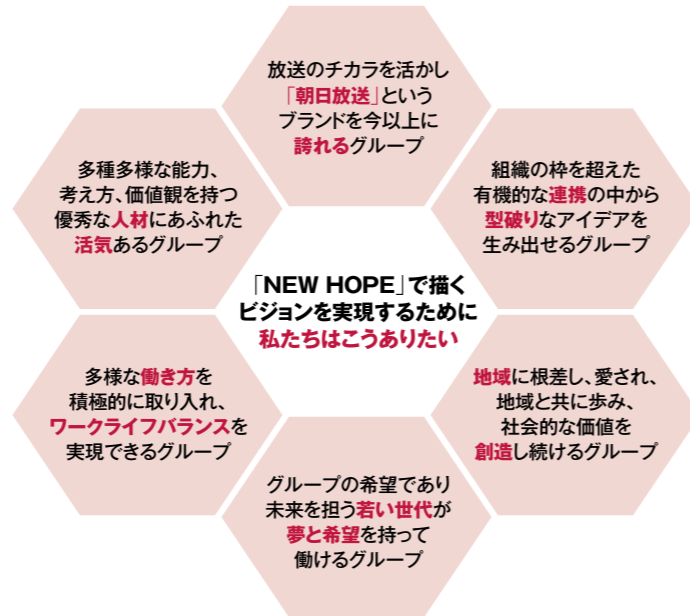 放送のチカラを活かし
「朝日放送」という
ブランドを今以上に
誇れるグループ
多種多様な能力、
考え方、価値観を持つ
優秀な人材にあふれた
活気あるグループ
組織の枠を超えた
有機的な連携の中から
型破りなアイデアを
生み出せるグループ
「NEW HOPE」で描く
ビジョンを実現するために
私たちはこうありたい
多様な働き方を
積極的に取り入れ、
ワークライフバランスを
実現できるグループ
地域に根差し、愛され、
地域と共に歩み、
社会的な価値を
創造し続けるグループ
グループの希望であり
未来を担う若い世代が
夢と希望を持って
働けるグループ